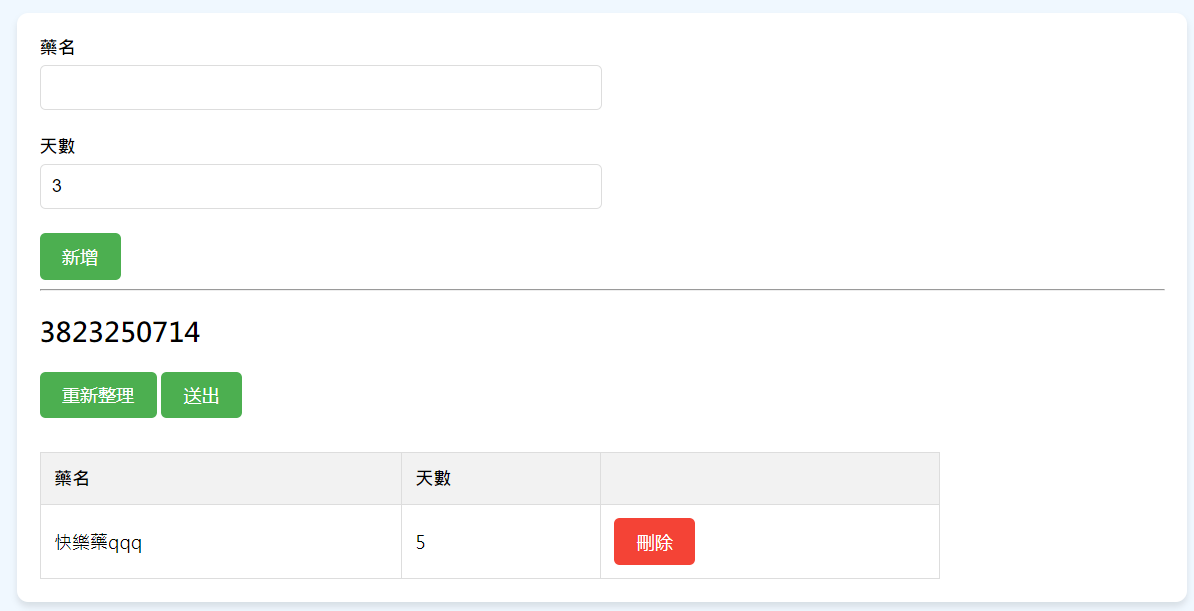 藥名
天數
3
新增
3823250714
重新整理 送出
藥名 天數
快樂藥qqq 5 刪除